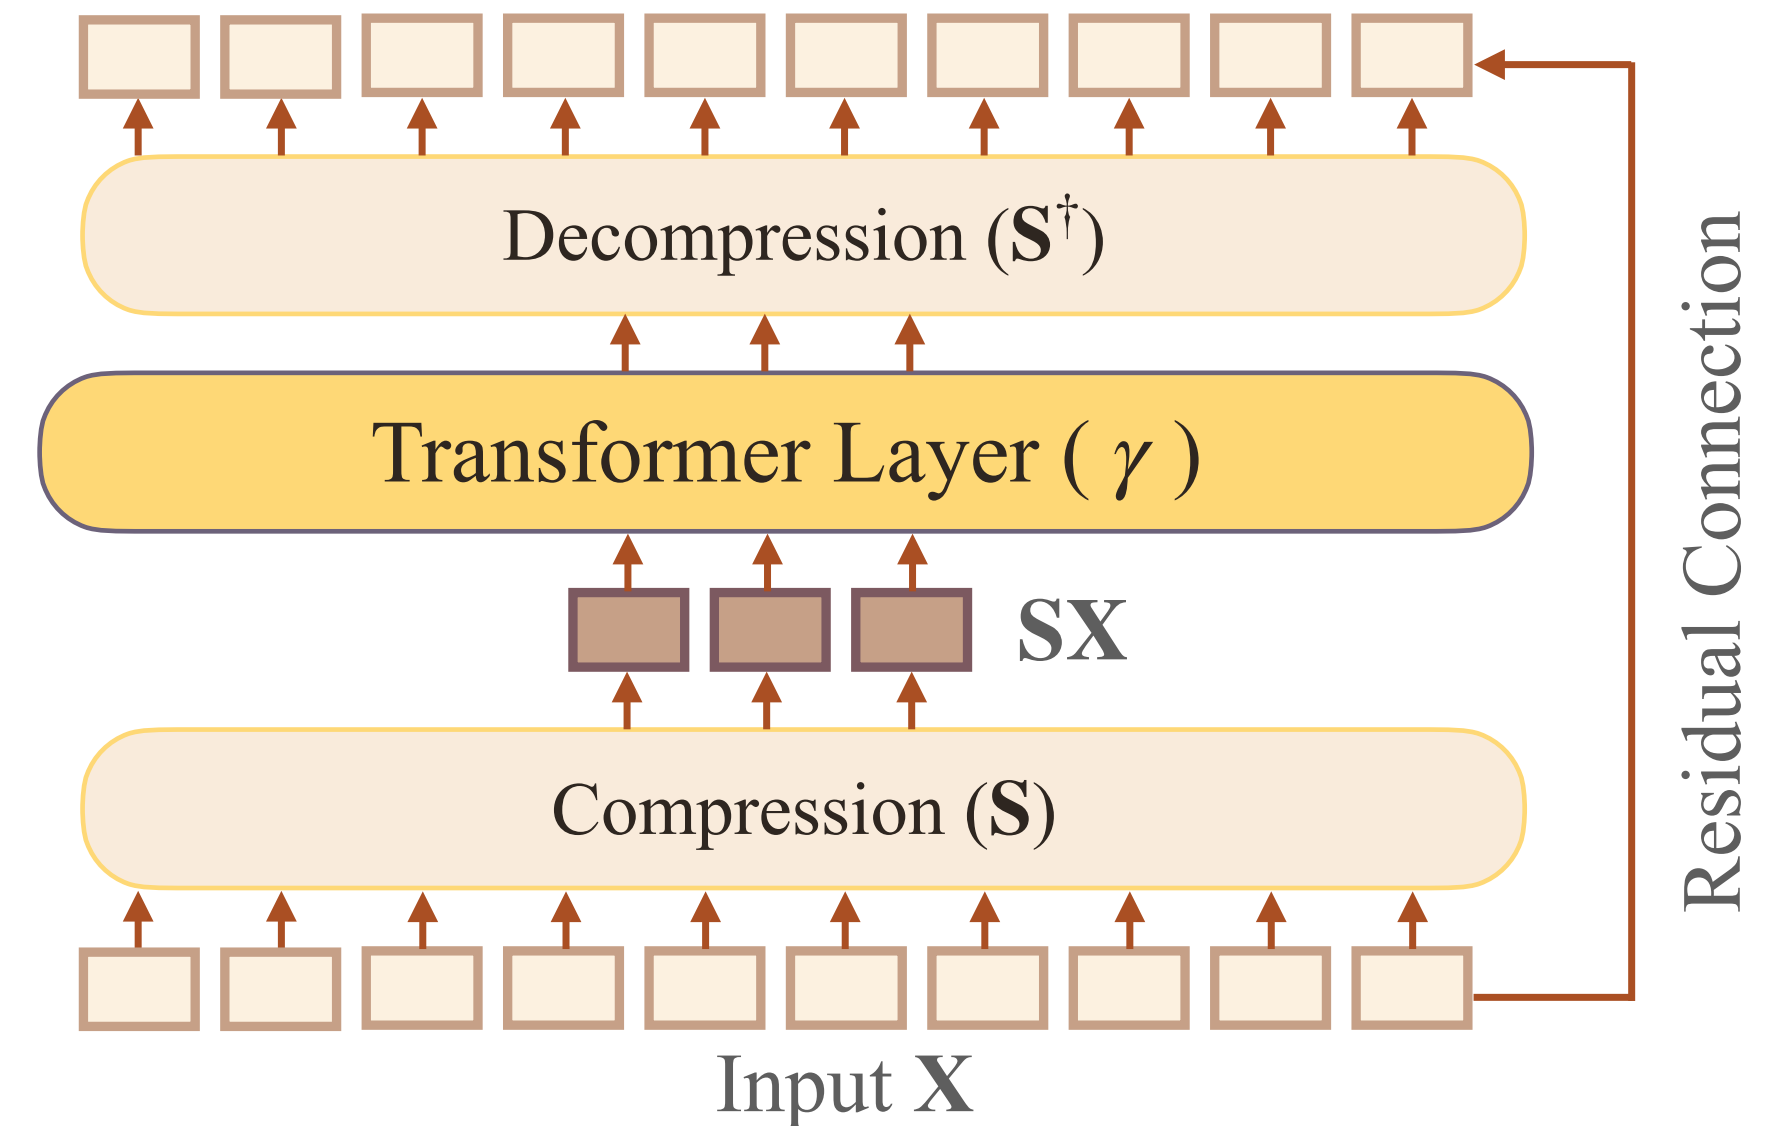 Decompression (S†)
Transformer Layer ( γ )
SX
Compression (S)
Input X
Residual Connection